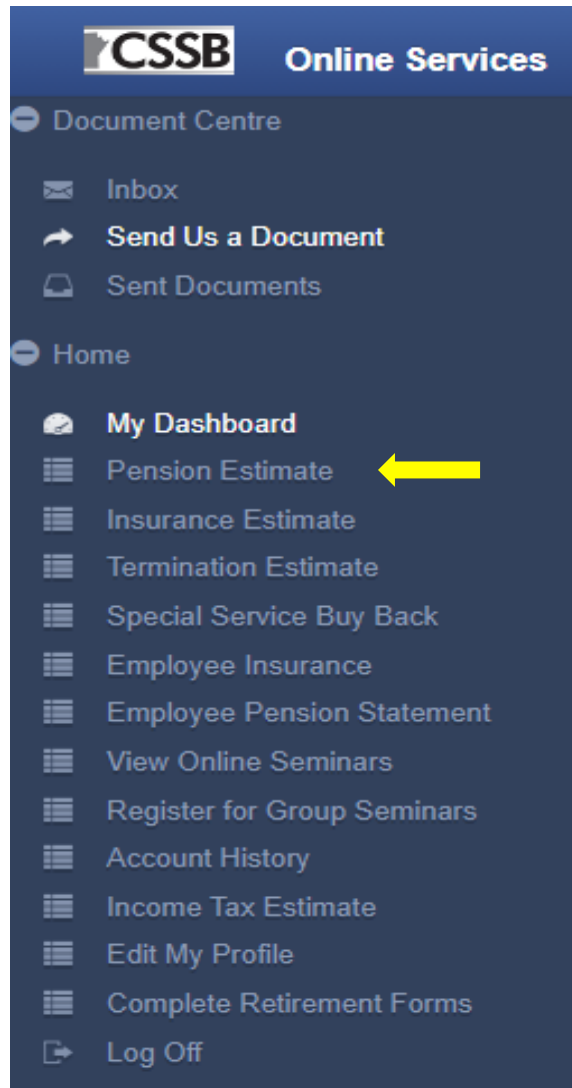 CSSB Online Services
Document Centre
Inbox
Send Us a Document
Sent Documents
Home
My Dashboard
Pension Estimate
Insurance Estimate
Termination Estimate
Special Service Buy Back
Employee Insurance
Employee Pension Statement
View Online Seminars
Register for Group Seminars
Account History
Income Tax Estimate
Edit My Profile
Complete Retirement Forms
Log Off